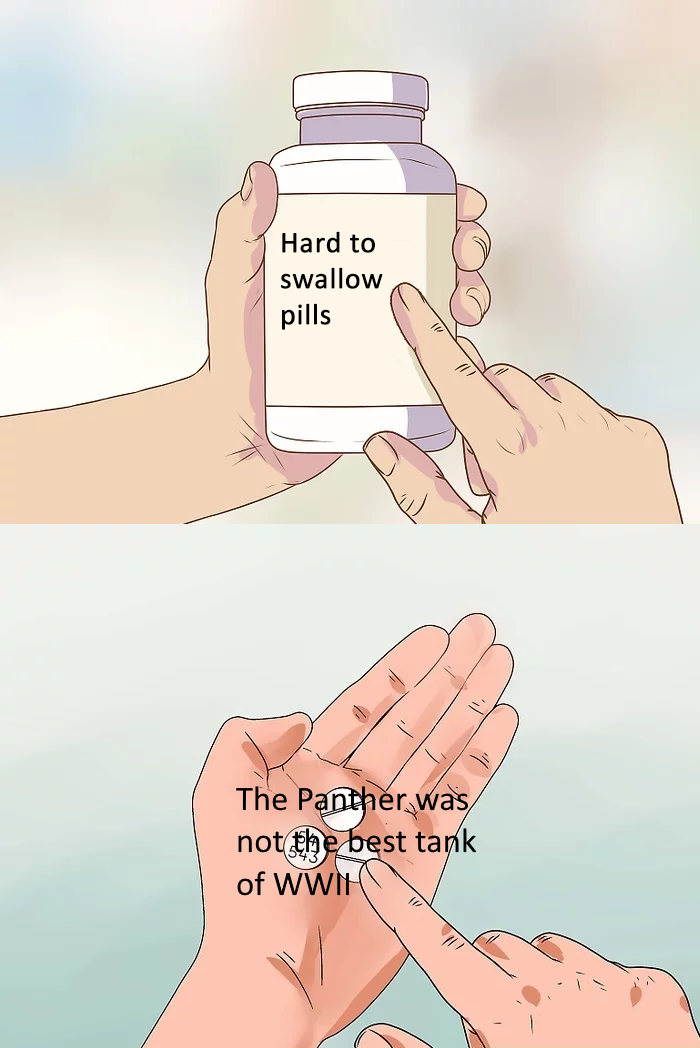 Hard to
swallow
pills
The Panther was
not the best tank
of WWII
543